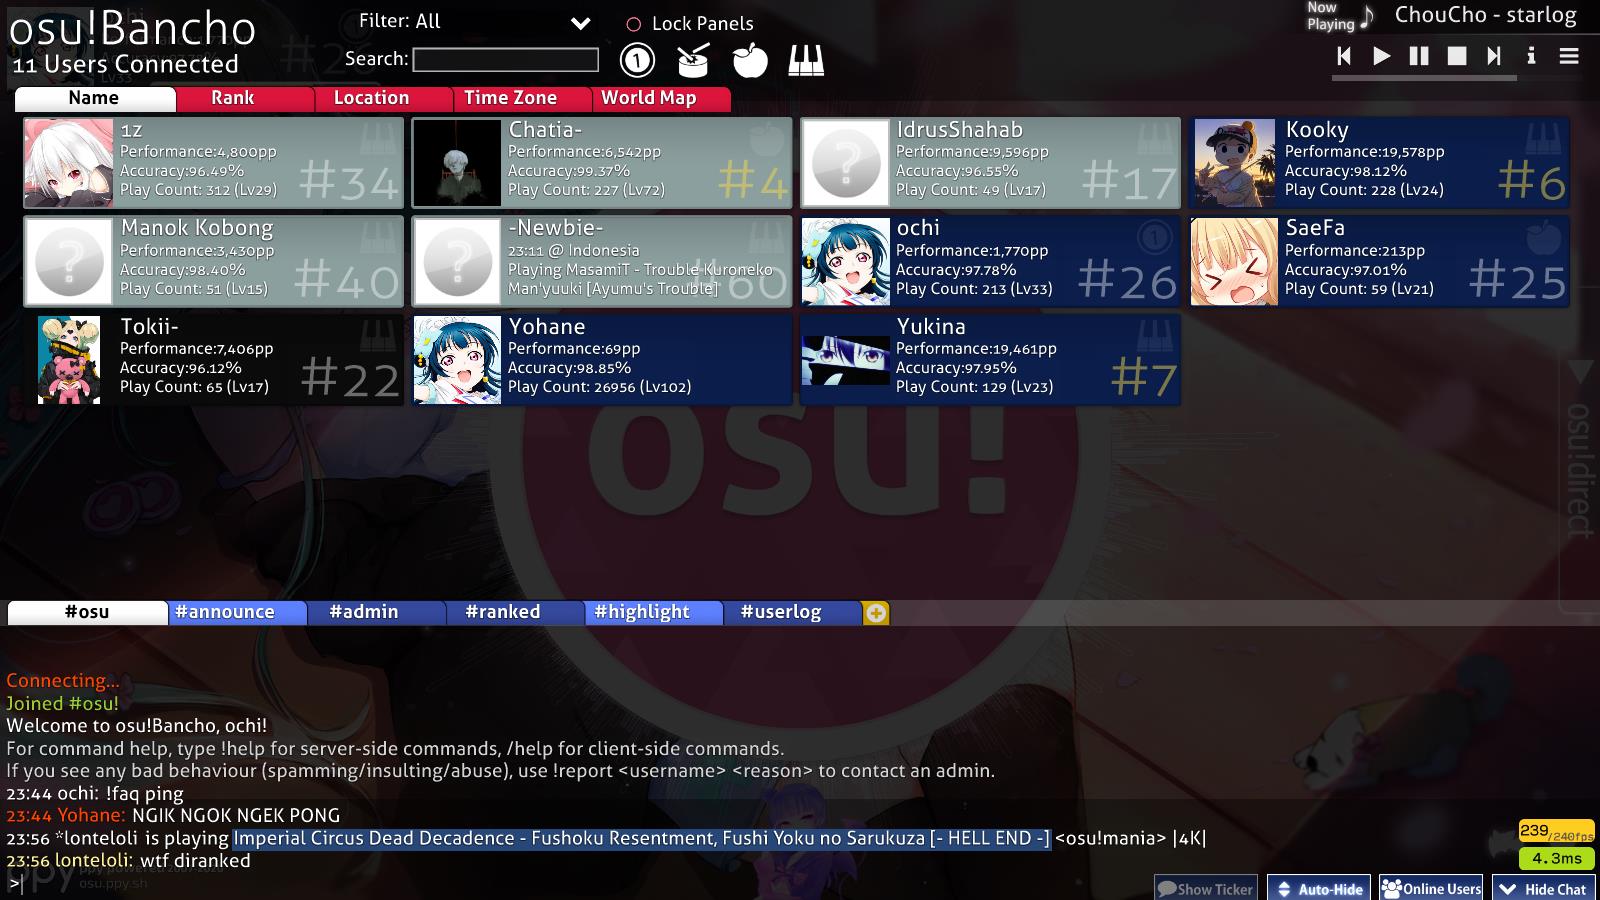 osu!Bancho
11 Users Connected
Filter: All
Lock Panels
Search:
Now Playing
ChouCho - starlog
Name
Rank
Location
Time Zone
World Map
1z
Performance:4,800pp
Accuracy:96.49%
Play Count: 312 (Lv29)
#34
Chatia-
Performance:6,542pp
Accuracy:99.37%
Play Count: 227 (Lv72)
#4
IdrusShahab
Performance:9,596pp
Accuracy:96.55%
Play Count: 49 (Lv17)
#17
Kooky
Performance:19,578pp
Accuracy:98.12%
Play Count: 228 (Lv24)
#6
Manok Kobong
Performance:3,430pp
Accuracy:98.40%
Play Count: 51 (Lv15)
#40
-Newbie-
23:11 @ Indonesia
Playing MasamiT - Trouble Kuroneko
Man'yuuki [Ayumu's Trouble]
#60
ochi
Performance:1,770pp
Accuracy:97.78%
Play Count: 213 (Lv33)
#26
SaeFa
Performance:213pp
Accuracy:97.01%
Play Count: 59 (Lv21)
#25
Tokii-
Performance:7,406pp
Accuracy:96.12%
Play Count: 65 (Lv17)
#22
Yohane
Performance:69pp
Accuracy:98.85%
Play Count: 26956 (Lv102)
Yukina
Performance:19,461pp
Accuracy:97.95%
Play Count: 129 (Lv23)
#7
osu!
osu!direct
#osu
#announce
#admin
#ranked
#highlight
#userlog
Connecting...
Joined #osu!
Welcome to osu!Bancho, ochi!
For command help, type !help for server-side commands, /help for client-side commands.
If you see any bad behaviour (spamming/insulting/abuse), use !report <username> <reason> to contact an admin.
23:44 ochi: !faq ping
23:44 Yohane: NGIK NGOK NGEK PONG
23:56 *lonteloli is playing Imperial Circus Dead Decadence - Fushoku Resentment, Fushi Yoku no Sarukuza [- HELL END -] <osu!mania> |4K|
23:56 lonteloli: wtf diranked
>
ppy powered 2007-2020
osu.ppy.sh
239/240fps
4.3ms
Show Ticker
Auto-Hide
Online Users
Hide Chat